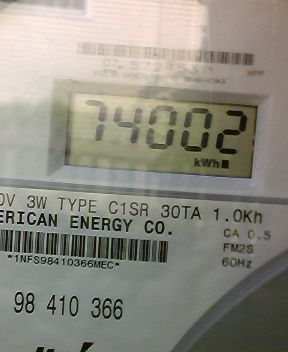 74002
kWh
0V 3W TYPE C1SR 30TA 1.0Kh
ERICAN ENERGY CO.
CA 0.5
FM2S
60Hz
*1NFS98410366MEC*
98 410 366